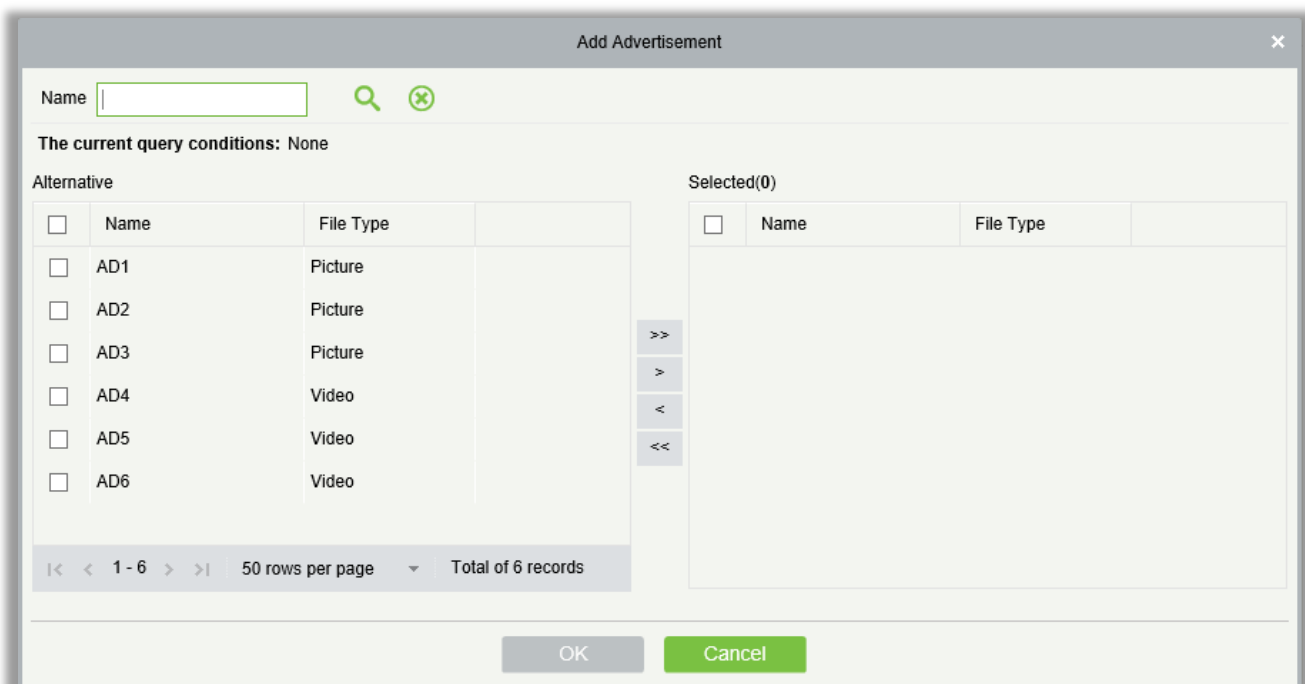 Add Advertisement ×
Name
The current query conditions: None
Alternative
Name File Type
AD1 Picture
AD2 Picture
AD3 Picture
AD4 Video
AD5 Video
AD6 Video
|< < 1 - 6 > >| 50 rows per page Total of 6 records
>>
>
<
<<
Selected(0)
Name File Type
OK Cancel